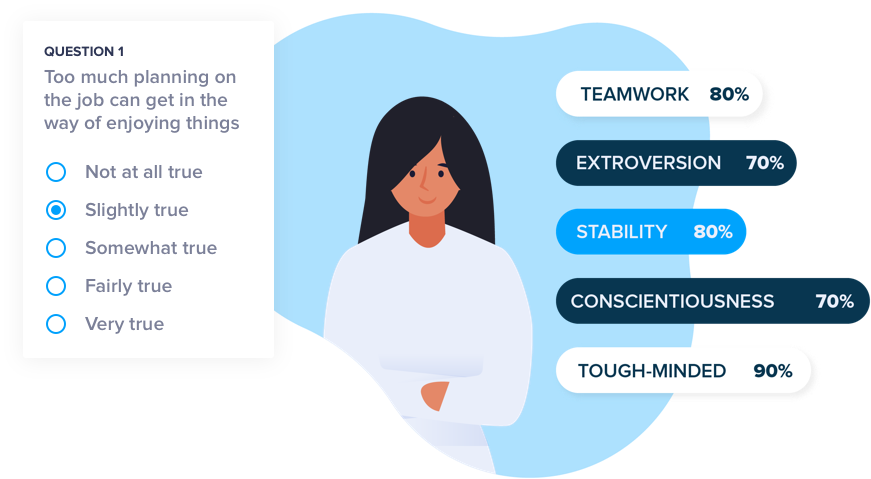 QUESTION 1
Too much planning on
the job can get in the
way of enjoying things
Not at all true
Slightly true
Somewhat true
Fairly true
Very true
TEAMWORK 80%
EXTROVERSION 70%
STABILITY 80%
CONSCIENTIOUSNESS 70%
TOUGH-MINDED 90%